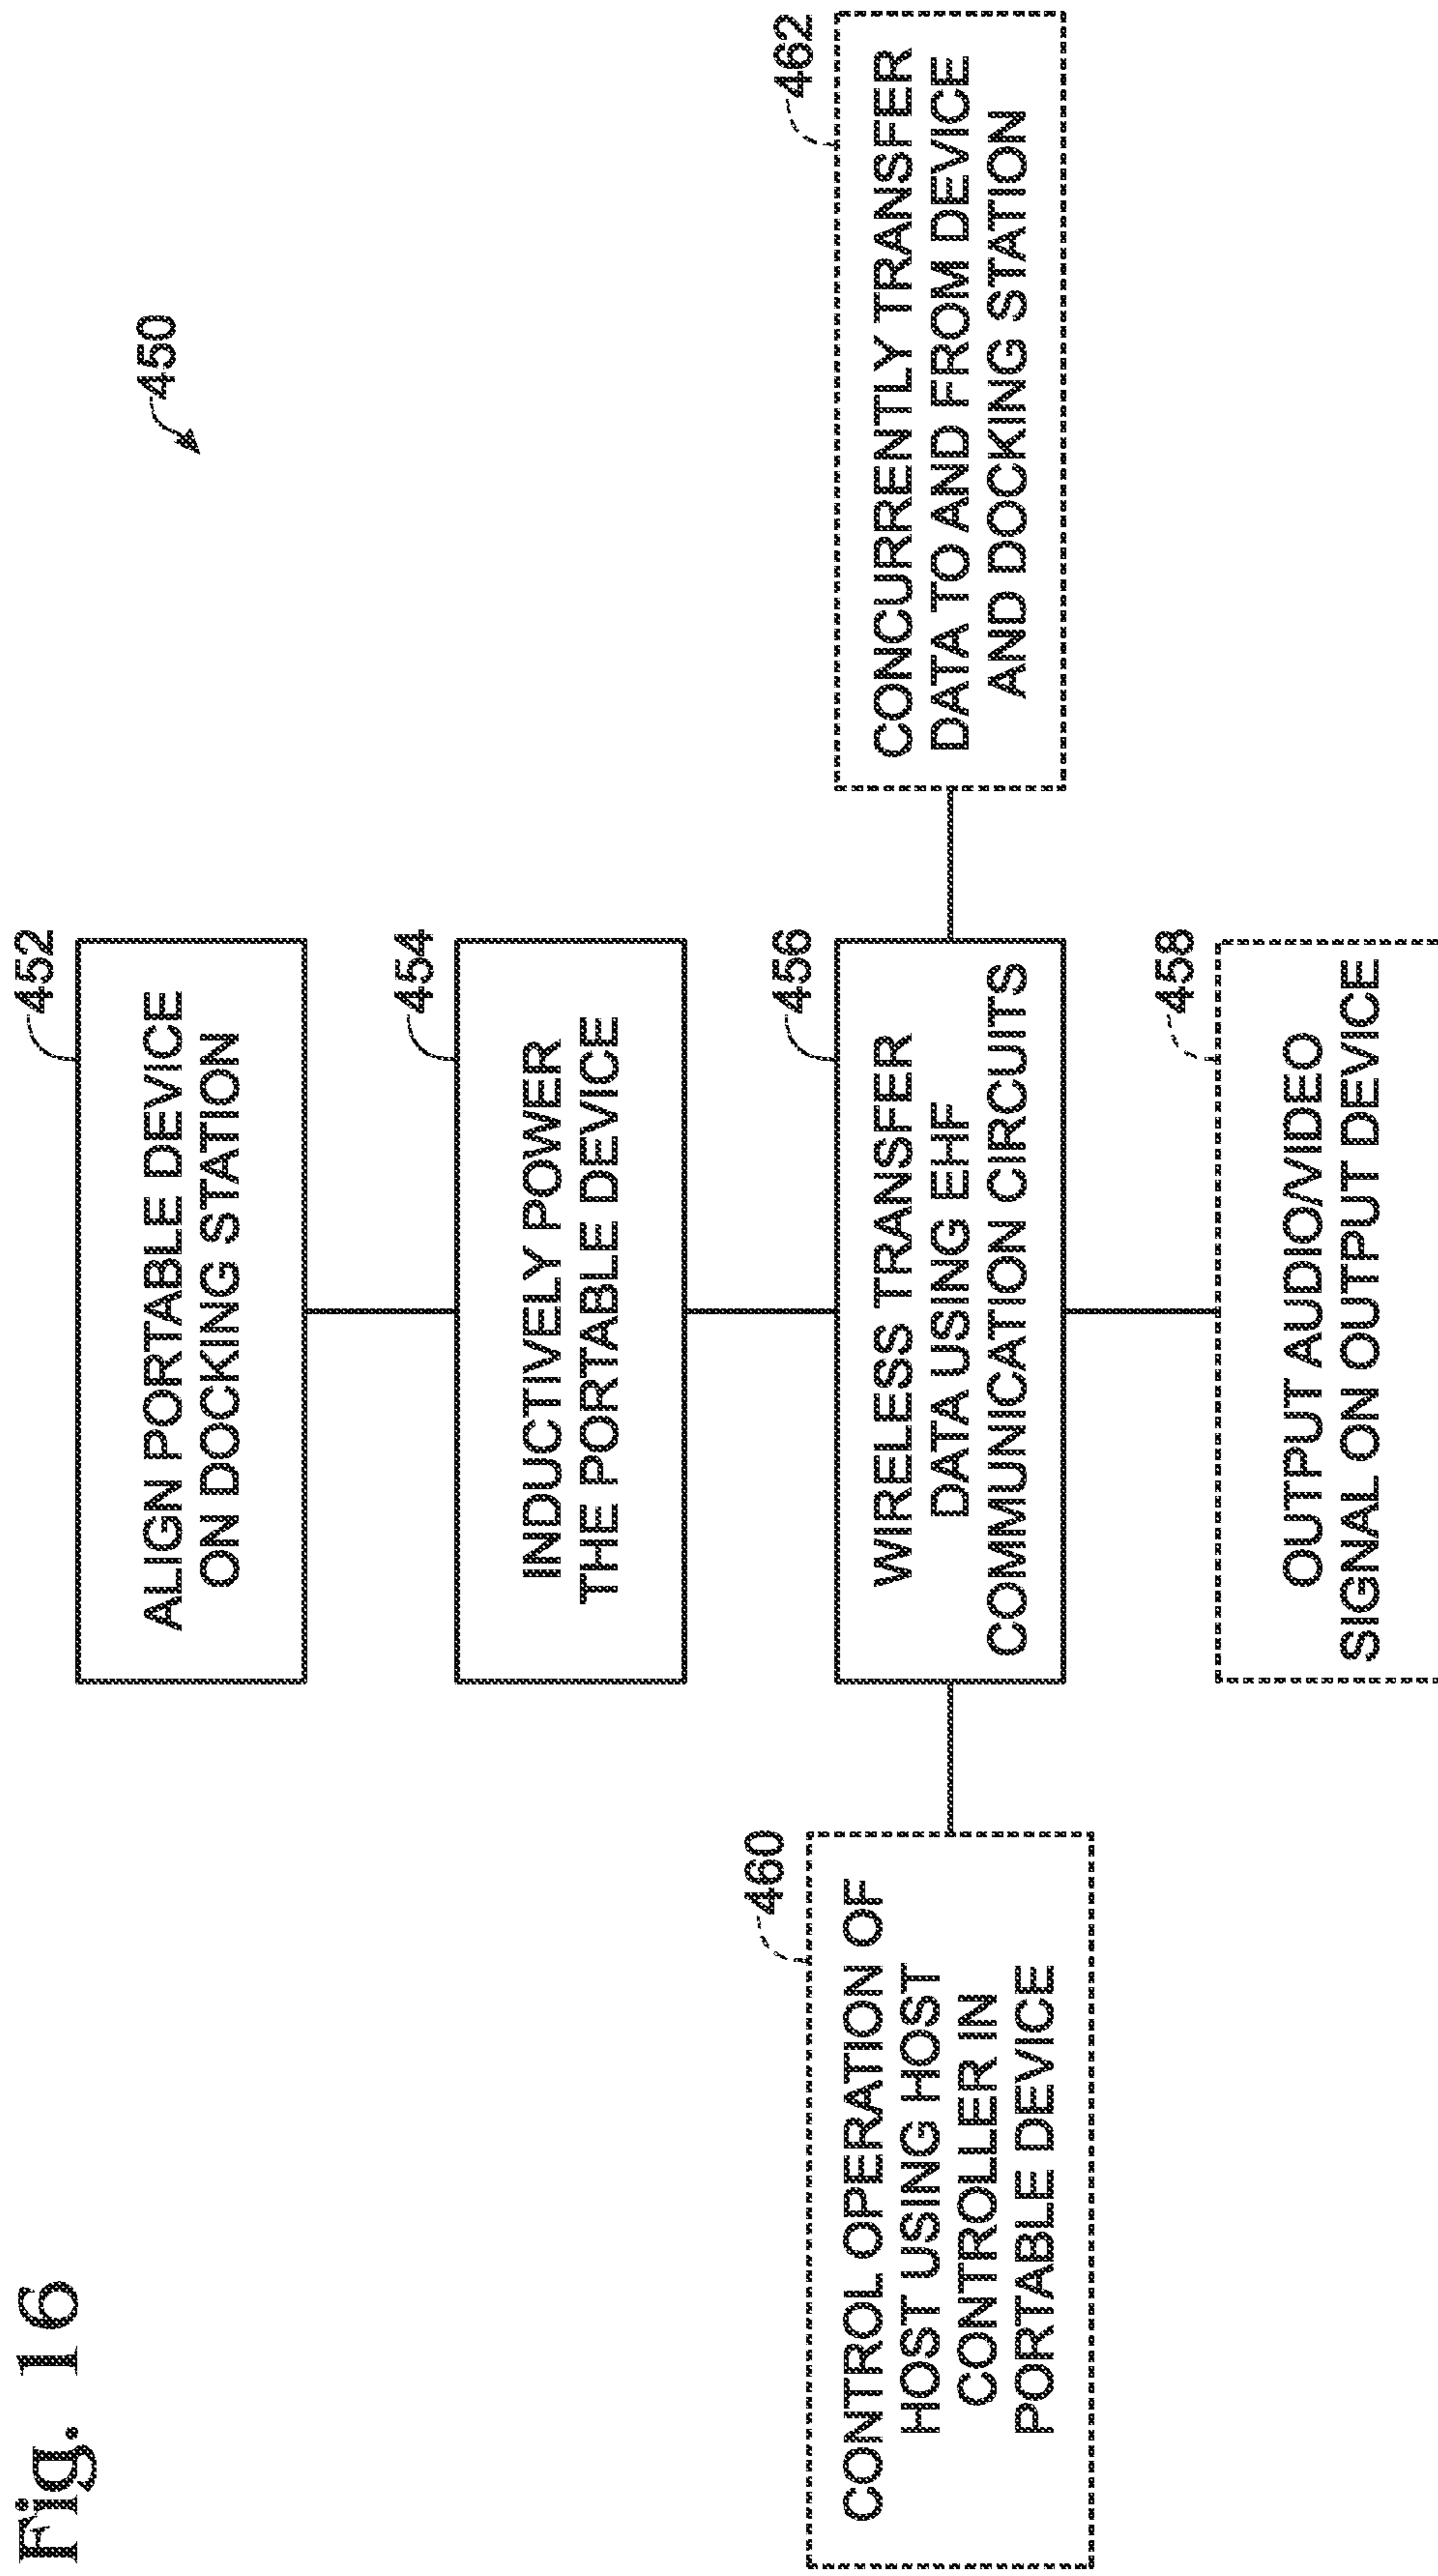 Fig. 16
450
452
ALIGN PORTABLE DEVICE
ON DOCKING STATION
454
INDUCTIVELY POWER
THE PORTABLE DEVICE
460
CONTROL OPERATION OF
HOST USING HOST
CONTROLLER IN
PORTABLE DEVICE
456
WIRELESS TRANSFER
DATA USING EHF
COMMUNICATION CIRCUITS
462
CONCURRENTLY TRANSFER
DATA TO AND FROM DEVICE
AND DOCKING STATION
458
OUTPUT AUDIO/VIDEO
SIGNAL ON OUTPUT DEVICE